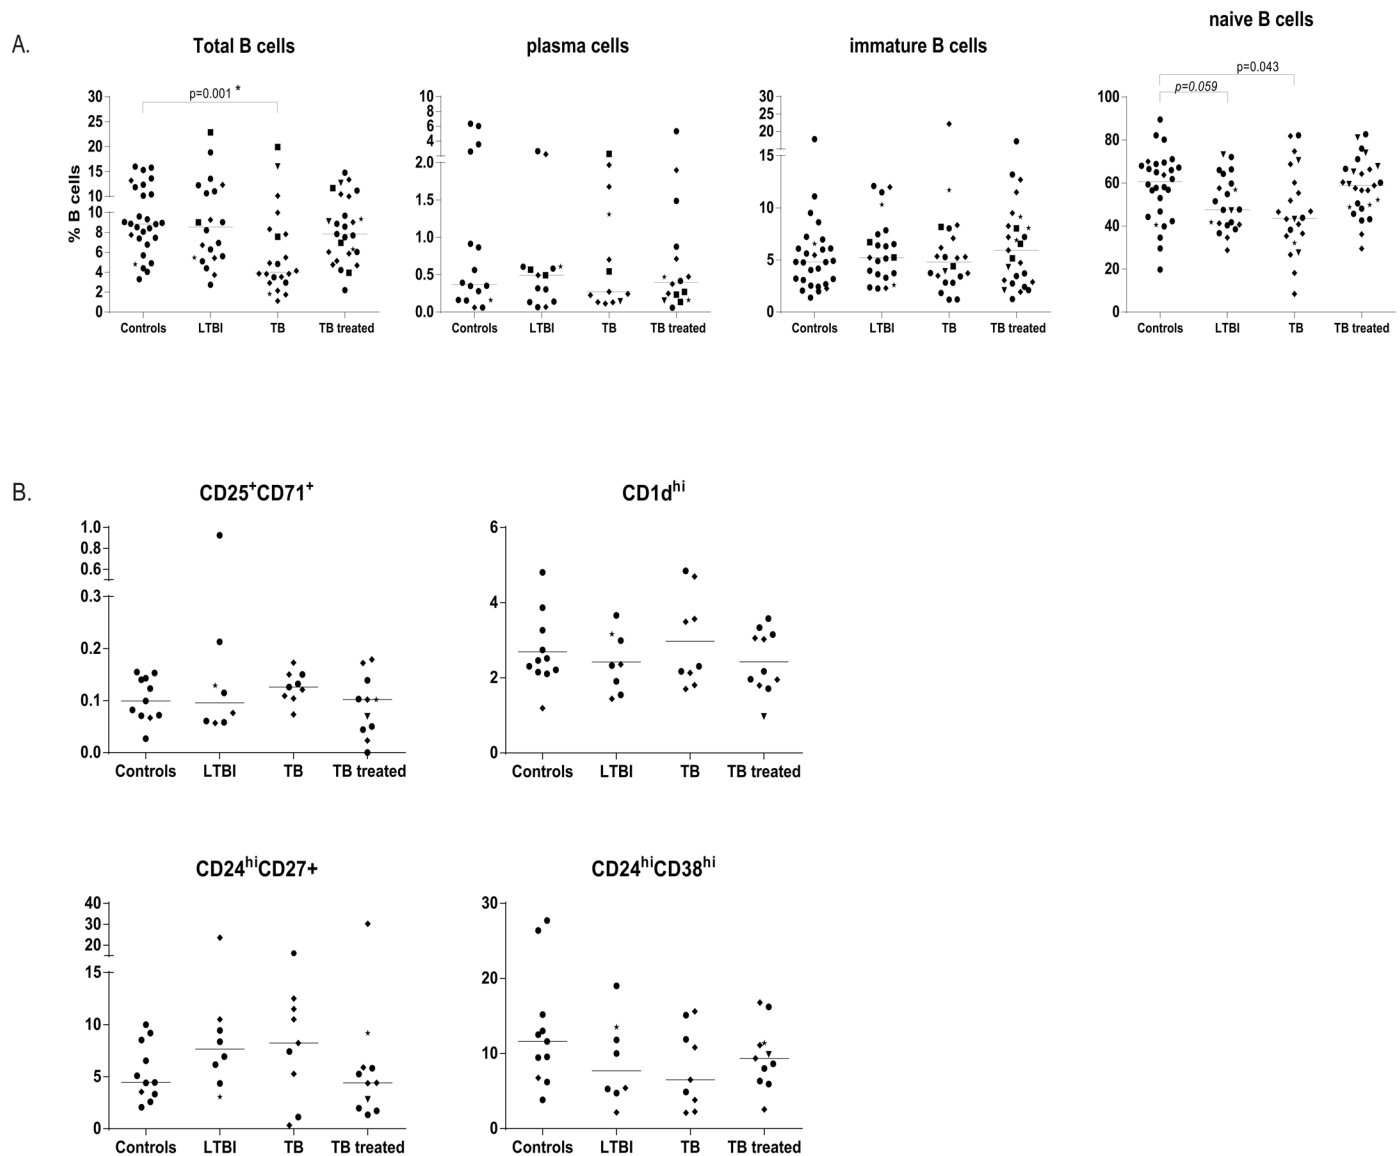 A.
Total B cells
plasma cells
immature B cells
naive B cells
% B cells
30
25
20
15
10
10
8
6
4
2
0
p=0.001 *
Controls LTBI TB TB treated
10
8
6
4
2
2.0
1.5
1.0
0.5
0.0
Controls LTBI TB TB treated
30
25
20
15
15
10
5
0
Controls LTBI TB TB treated
p=0.043
p=0.059
100
80
60
40
20
0
Controls LTBI TB TB treated
B.
CD25+CD71+
1.0
0.8
0.6
0.3
0.2
0.1
0.0
Controls LTBI TB TB treated
CD1dhi
6
4
2
0
Controls LTBI TB TB treated
CD24hiCD27+
40
30
20
15
10
5
0
Controls LTBI TB TB treated
CD24hiCD38hi
30
20
10
0
Controls LTBI TB TB treated